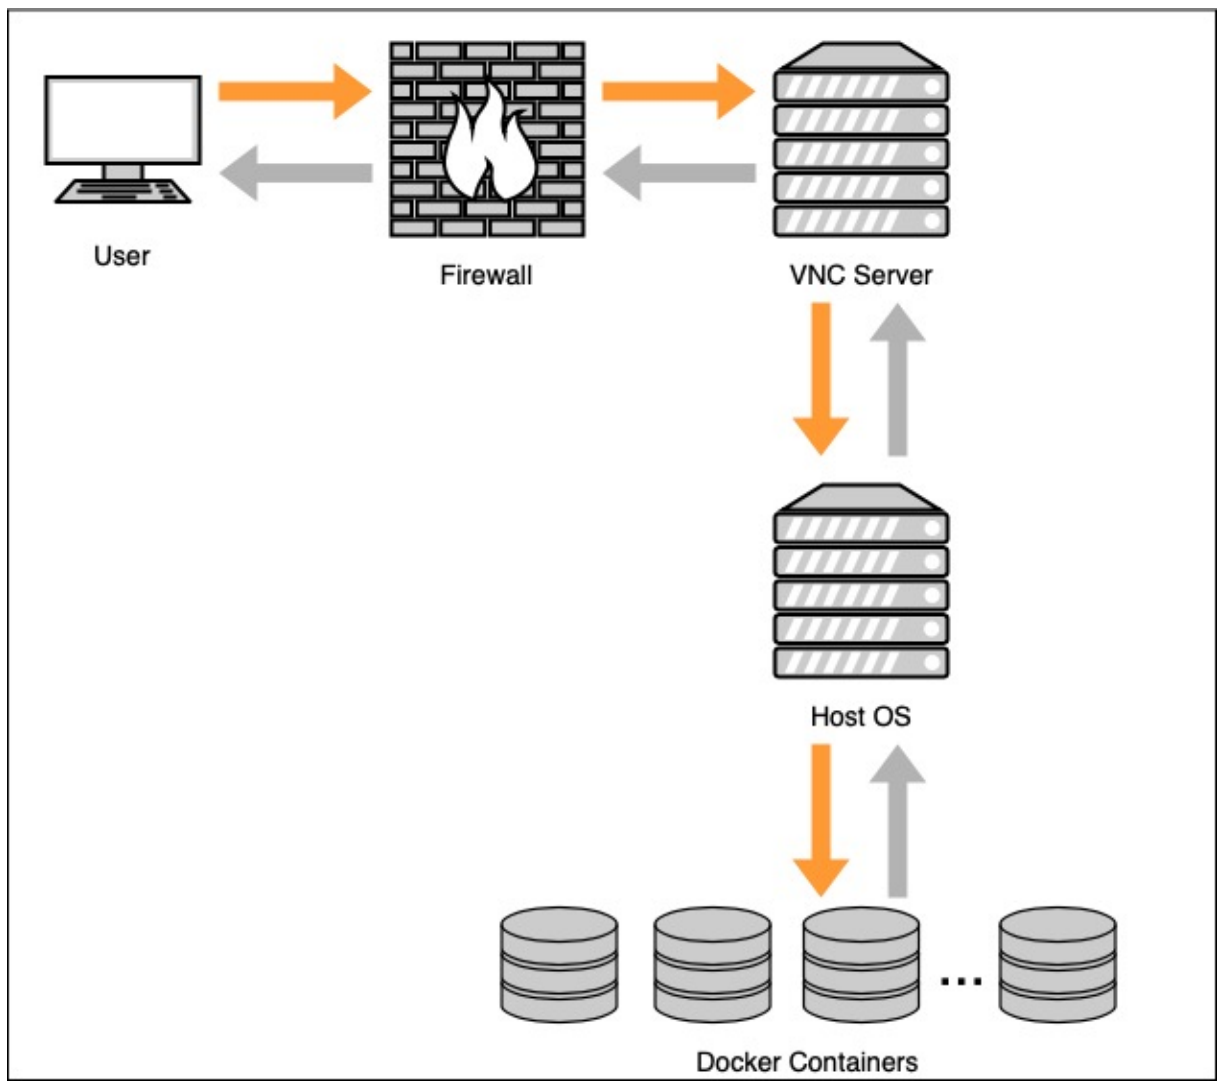 User
Firewall
VNC Server
Host OS
...
Docker Containers